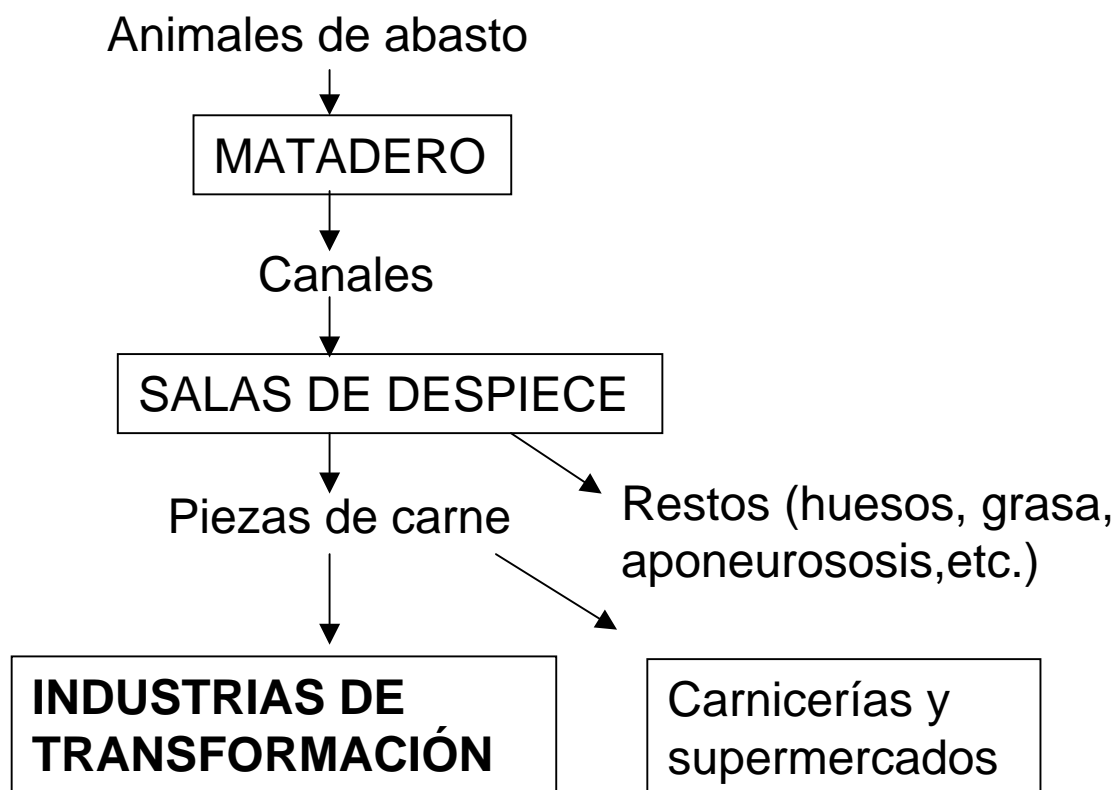 Animales de abasto
MATADERO
Canales
SALAS DE DESPIECE
Piezas de carne
Restos (huesos, grasa,
aponeurososis,etc.)
INDUSTRIAS DE
TRANSFORMACIÓN
Carnicerías y
supermercados